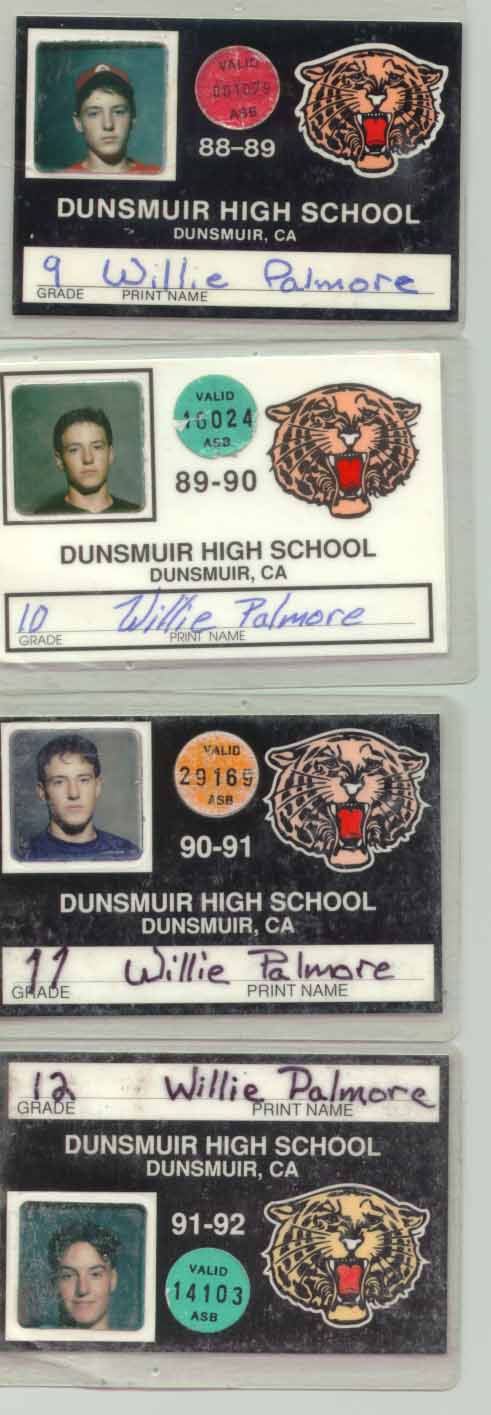 VALID
001029
ASB
88-89
DUNSMUIR HIGH SCHOOL
DUNSMUIR, CA
9 Willie Palmore
GRADE PRINT NAME
VALID
16024
ASB
89-90
DUNSMUIR HIGH SCHOOL
DUNSMUIR, CA
10 Willie Palmore
GRADE PRINT NAME
VALID
29169
ASB
90-91
DUNSMUIR HIGH SCHOOL
DUNSMUIR, CA
11 Willie Palmore
GRADE PRINT NAME
12 Willie Palmore
GRADE PRINT NAME
DUNSMUIR HIGH SCHOOL
DUNSMUIR, CA
91-92
VALID
14103
ASB